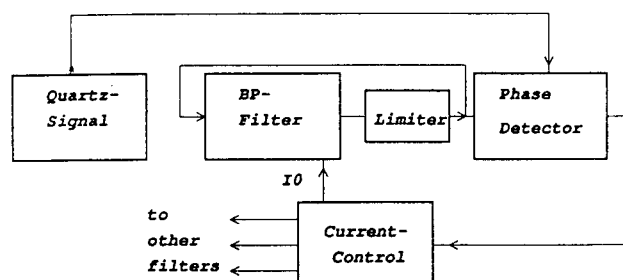 Quartz-
Signal
BP-
Filter
Limiter
Phase
Detector
I0
to
other
filters
Current-
Control